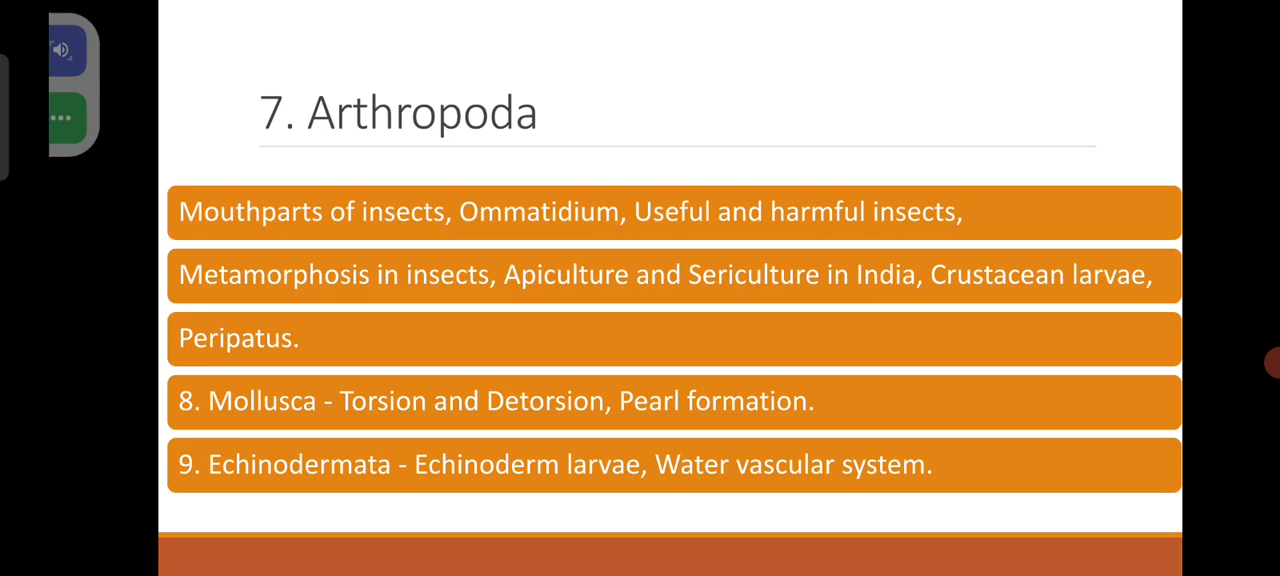 7. Arthropoda
Mouthparts of insects, Ommatidium, Useful and harmful insects,
Metamorphosis in insects, Apiculture and Sericulture in India, Crustacean larvae,
Peripatus.
8. Mollusca - Torsion and Detorsion, Pearl formation.
9. Echinodermata - Echinoderm larvae, Water vascular system.